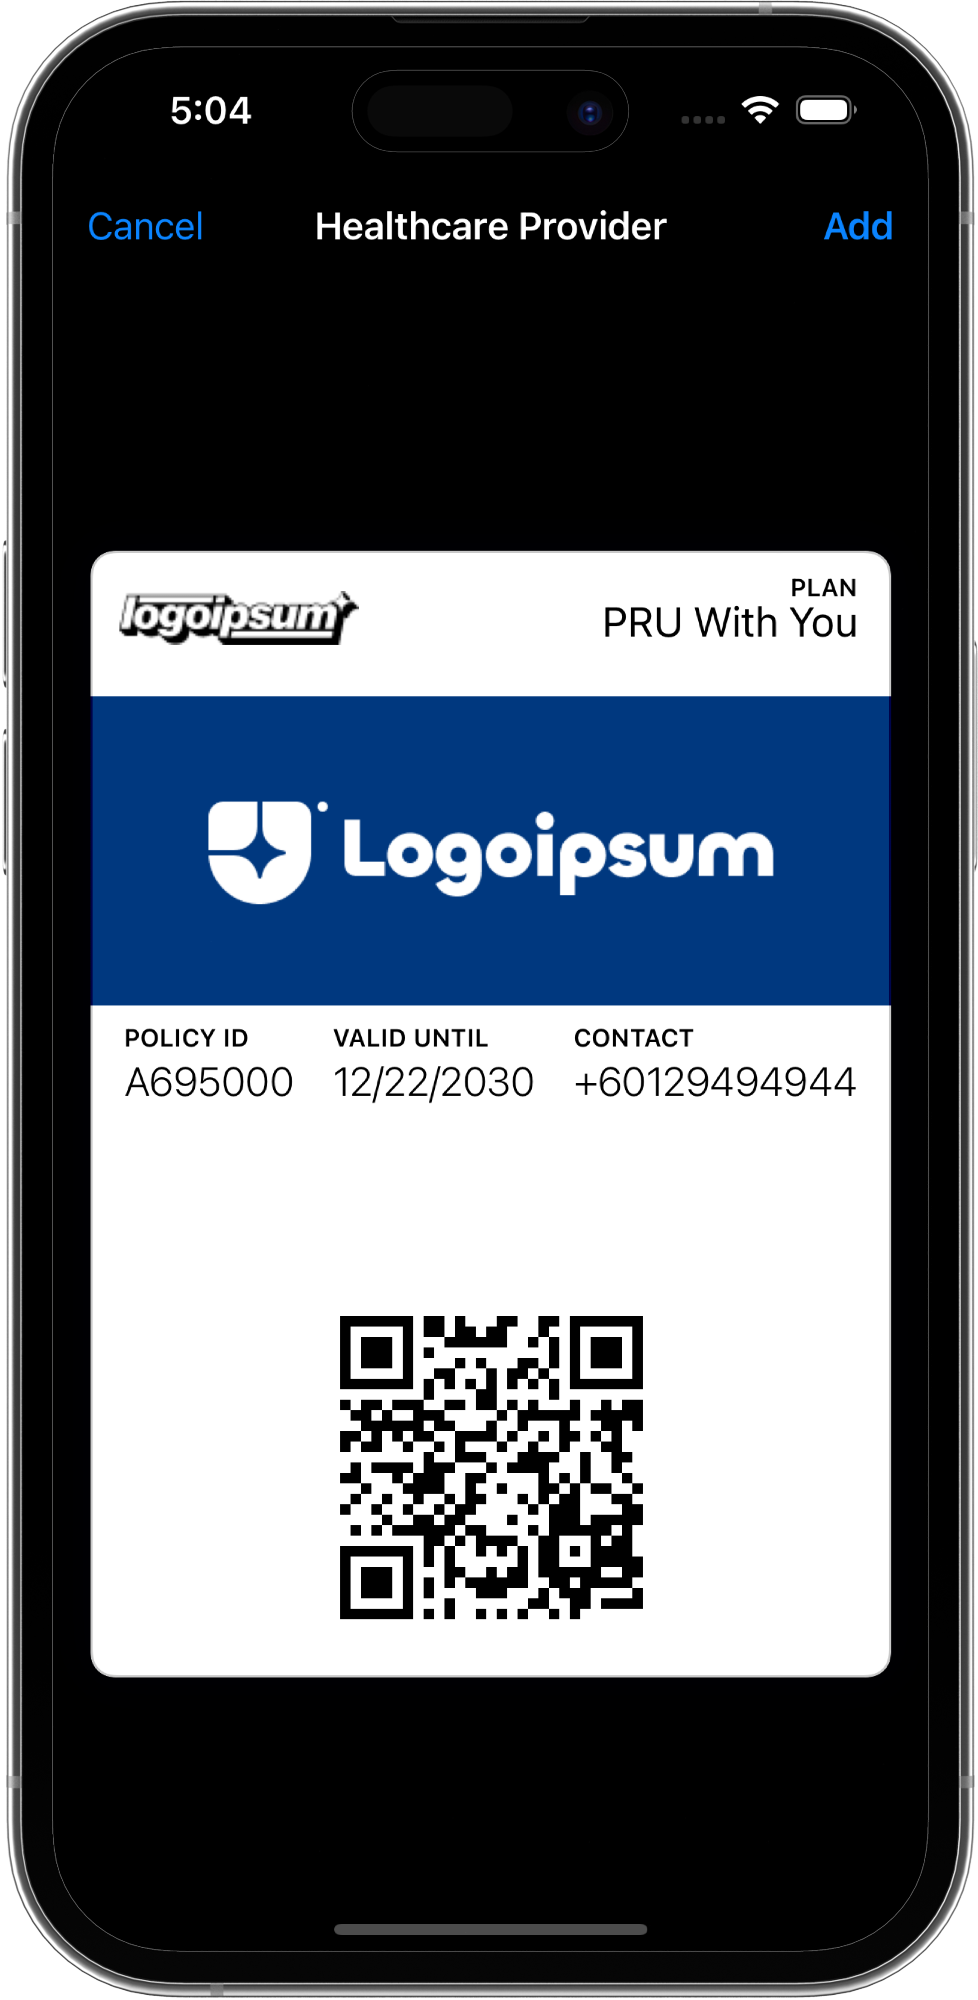 5:04
Cancel Healthcare Provider Add
logoipsum
PLAN
PRU With You
Logoipsum
POLICY ID VALID UNTIL CONTACT
A695000 12/22/2030 +60129494944